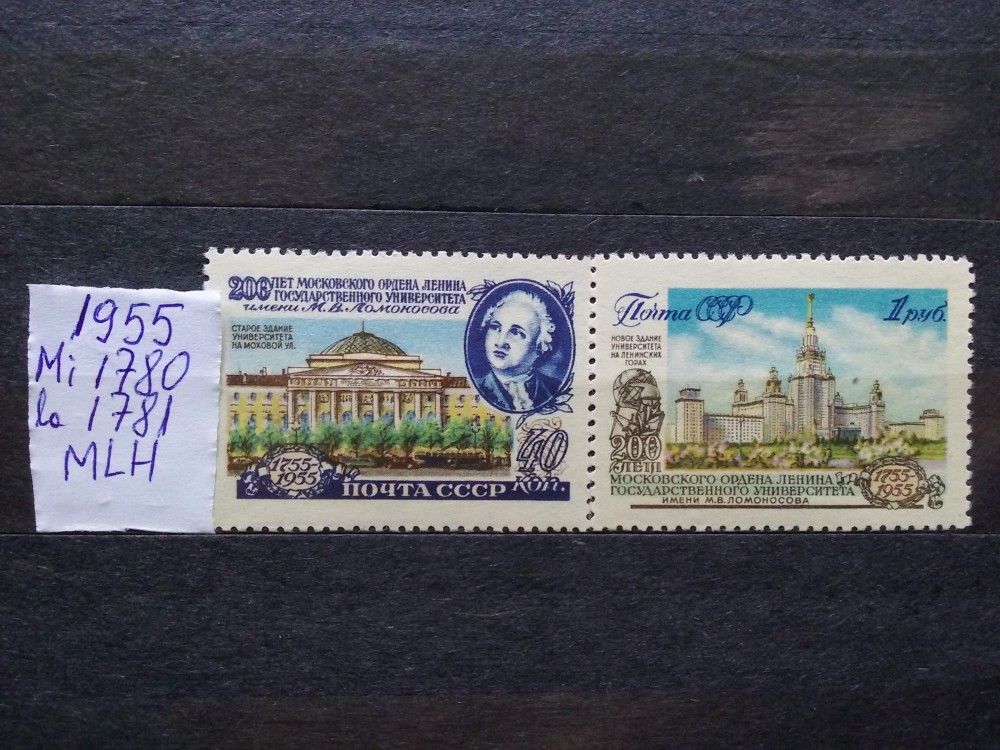 1955
Mi 1780
la 1781
MLH
200 ЛЕТ МОСКОВСКОГО ОРДЕНА ЛЕНИНА
ГОСУДАРСТВЕННОГО УНИВЕРСИТЕТА
имени М.В. Ломоносова
СТАРОЕ ЗДАНИЕ
УНИВЕРСИТЕТА
НА МОХОВОЙ УЛ.
1755-
1955
40
КОП.
ПОЧТА СССР
Почта СССР
1 руб.
НОВОЕ ЗДАНИЕ
УНИВЕРСИТЕТА
НА ЛЕНИНСКИХ
ГОРАХ
200
ЛЕТ
МОСКОВСКОГО ОРДЕНА ЛЕНИНА
ГОСУДАРСТВЕННОГО УНИВЕРСИТЕТА
ИМЕНИ М.В. ЛОМОНОСОВА
1755-
1955